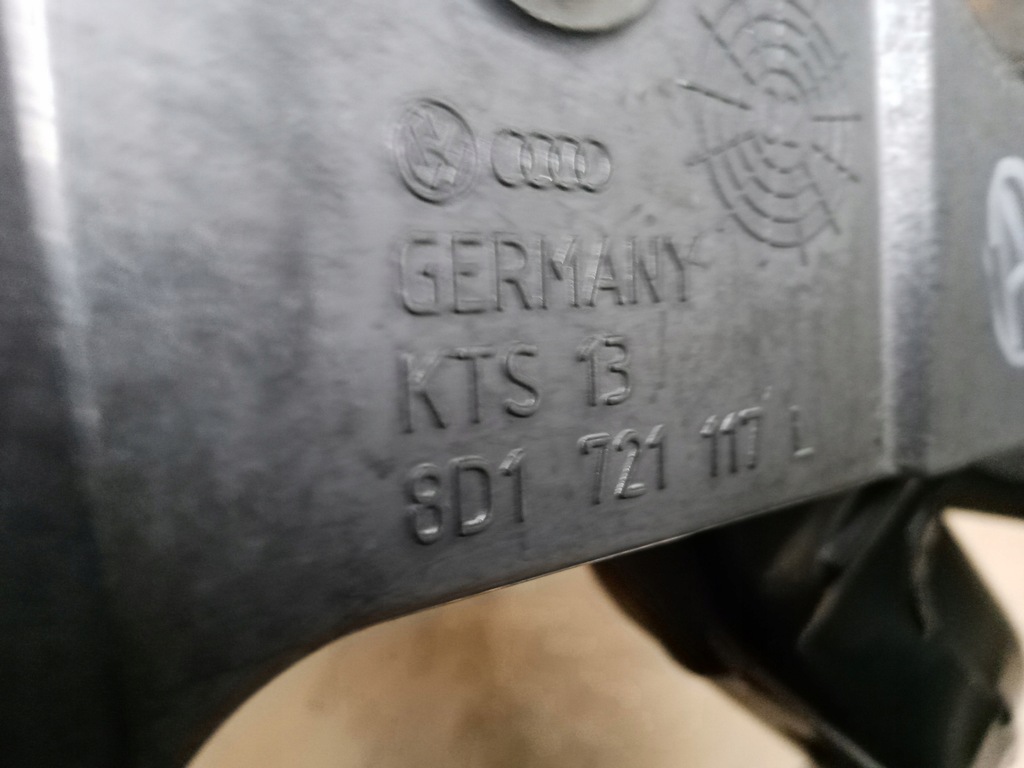 GERMANY
KTS 13
8D1 721 117 L